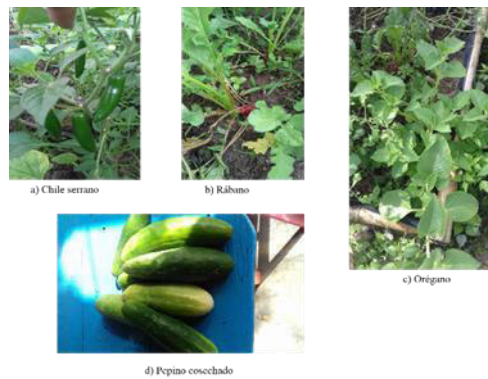 a) Chile serrano
b) Rábano
c) Orégano
d) Pepino cosechado